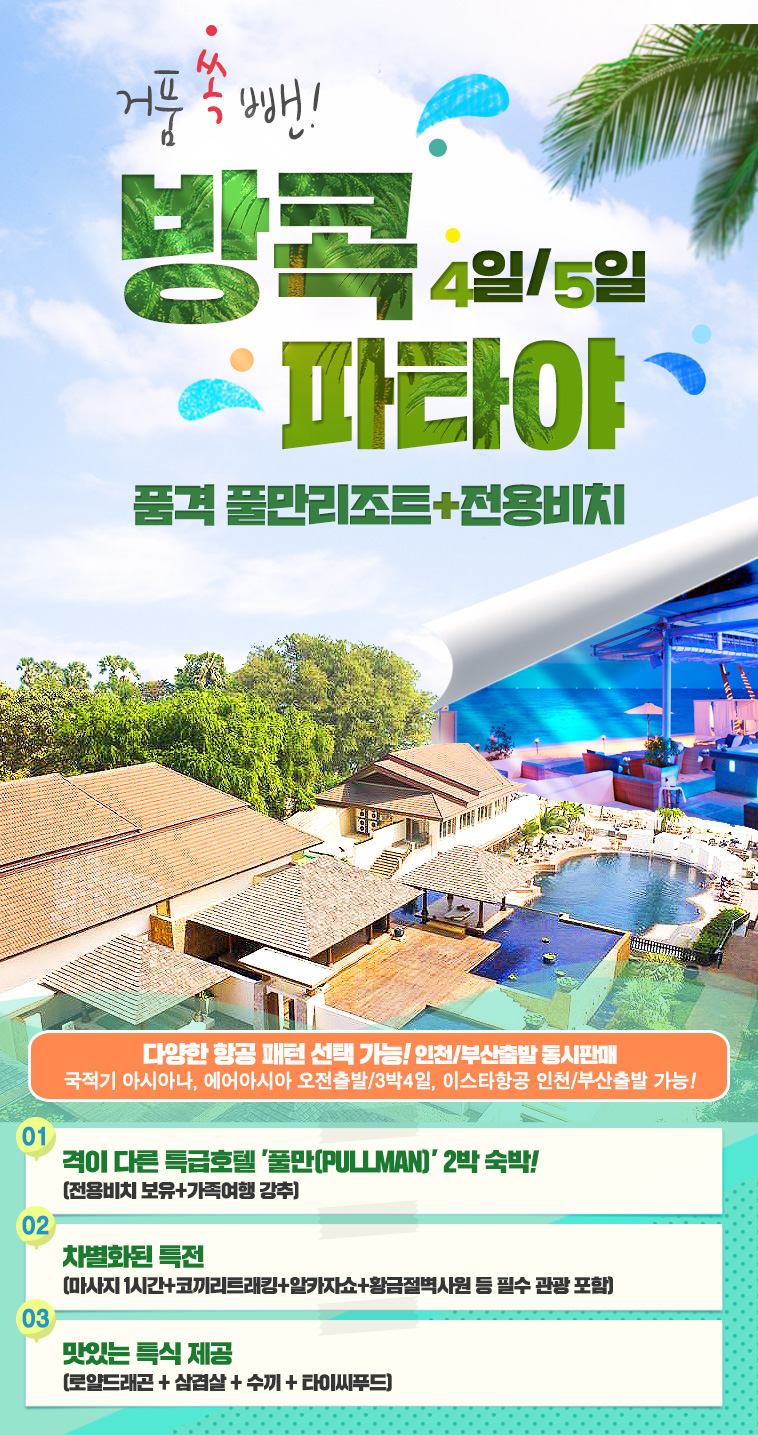 거품 쏙 뺀!
방콕 4일/5일
파타야
품격 풀만리조트+전용비치
다양한 항공 패턴 선택 가능! 인천/부산출발 동시판매
국적기 아시아나, 에어아시아 오전출발/3박4일, 이스타항공 인천/부산출발 가능!
01
격이 다른 특급호텔 '풀만(PULLMAN)' 2박 숙박!
(전용비치 보유+가족여행 강추)
02
차별화된 특전
(마사지 1시간+코끼리트래킹+알카자쇼+황금절벽사원 등 필수 관광 포함)
03
맛있는 특식 제공
(로얄드래곤 + 삼겹살 + 수끼 + 타이씨푸드)